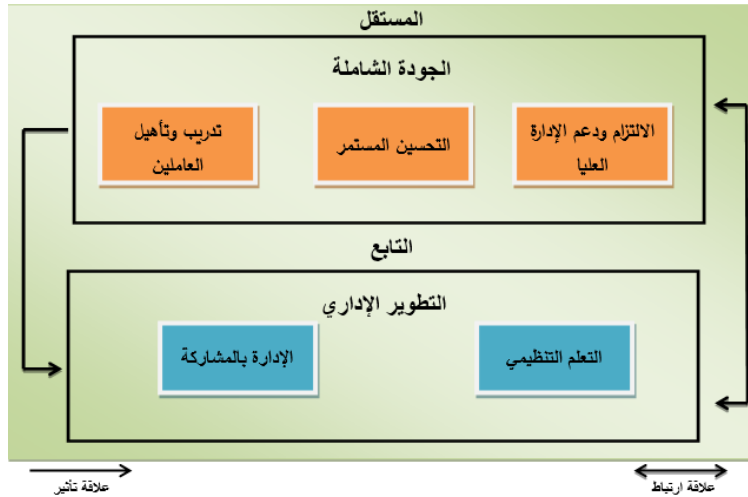 المستقل
الجودة الشاملة
الالتزام ودعم الإدارة
العليا
التحسين المستمر
تدريب وتأهيل
العاملين
التابع
التطوير الإداري
التعلم التنظيمي
الإدارة بالمشاركة
علاقة ارتباط
علاقة تأثير